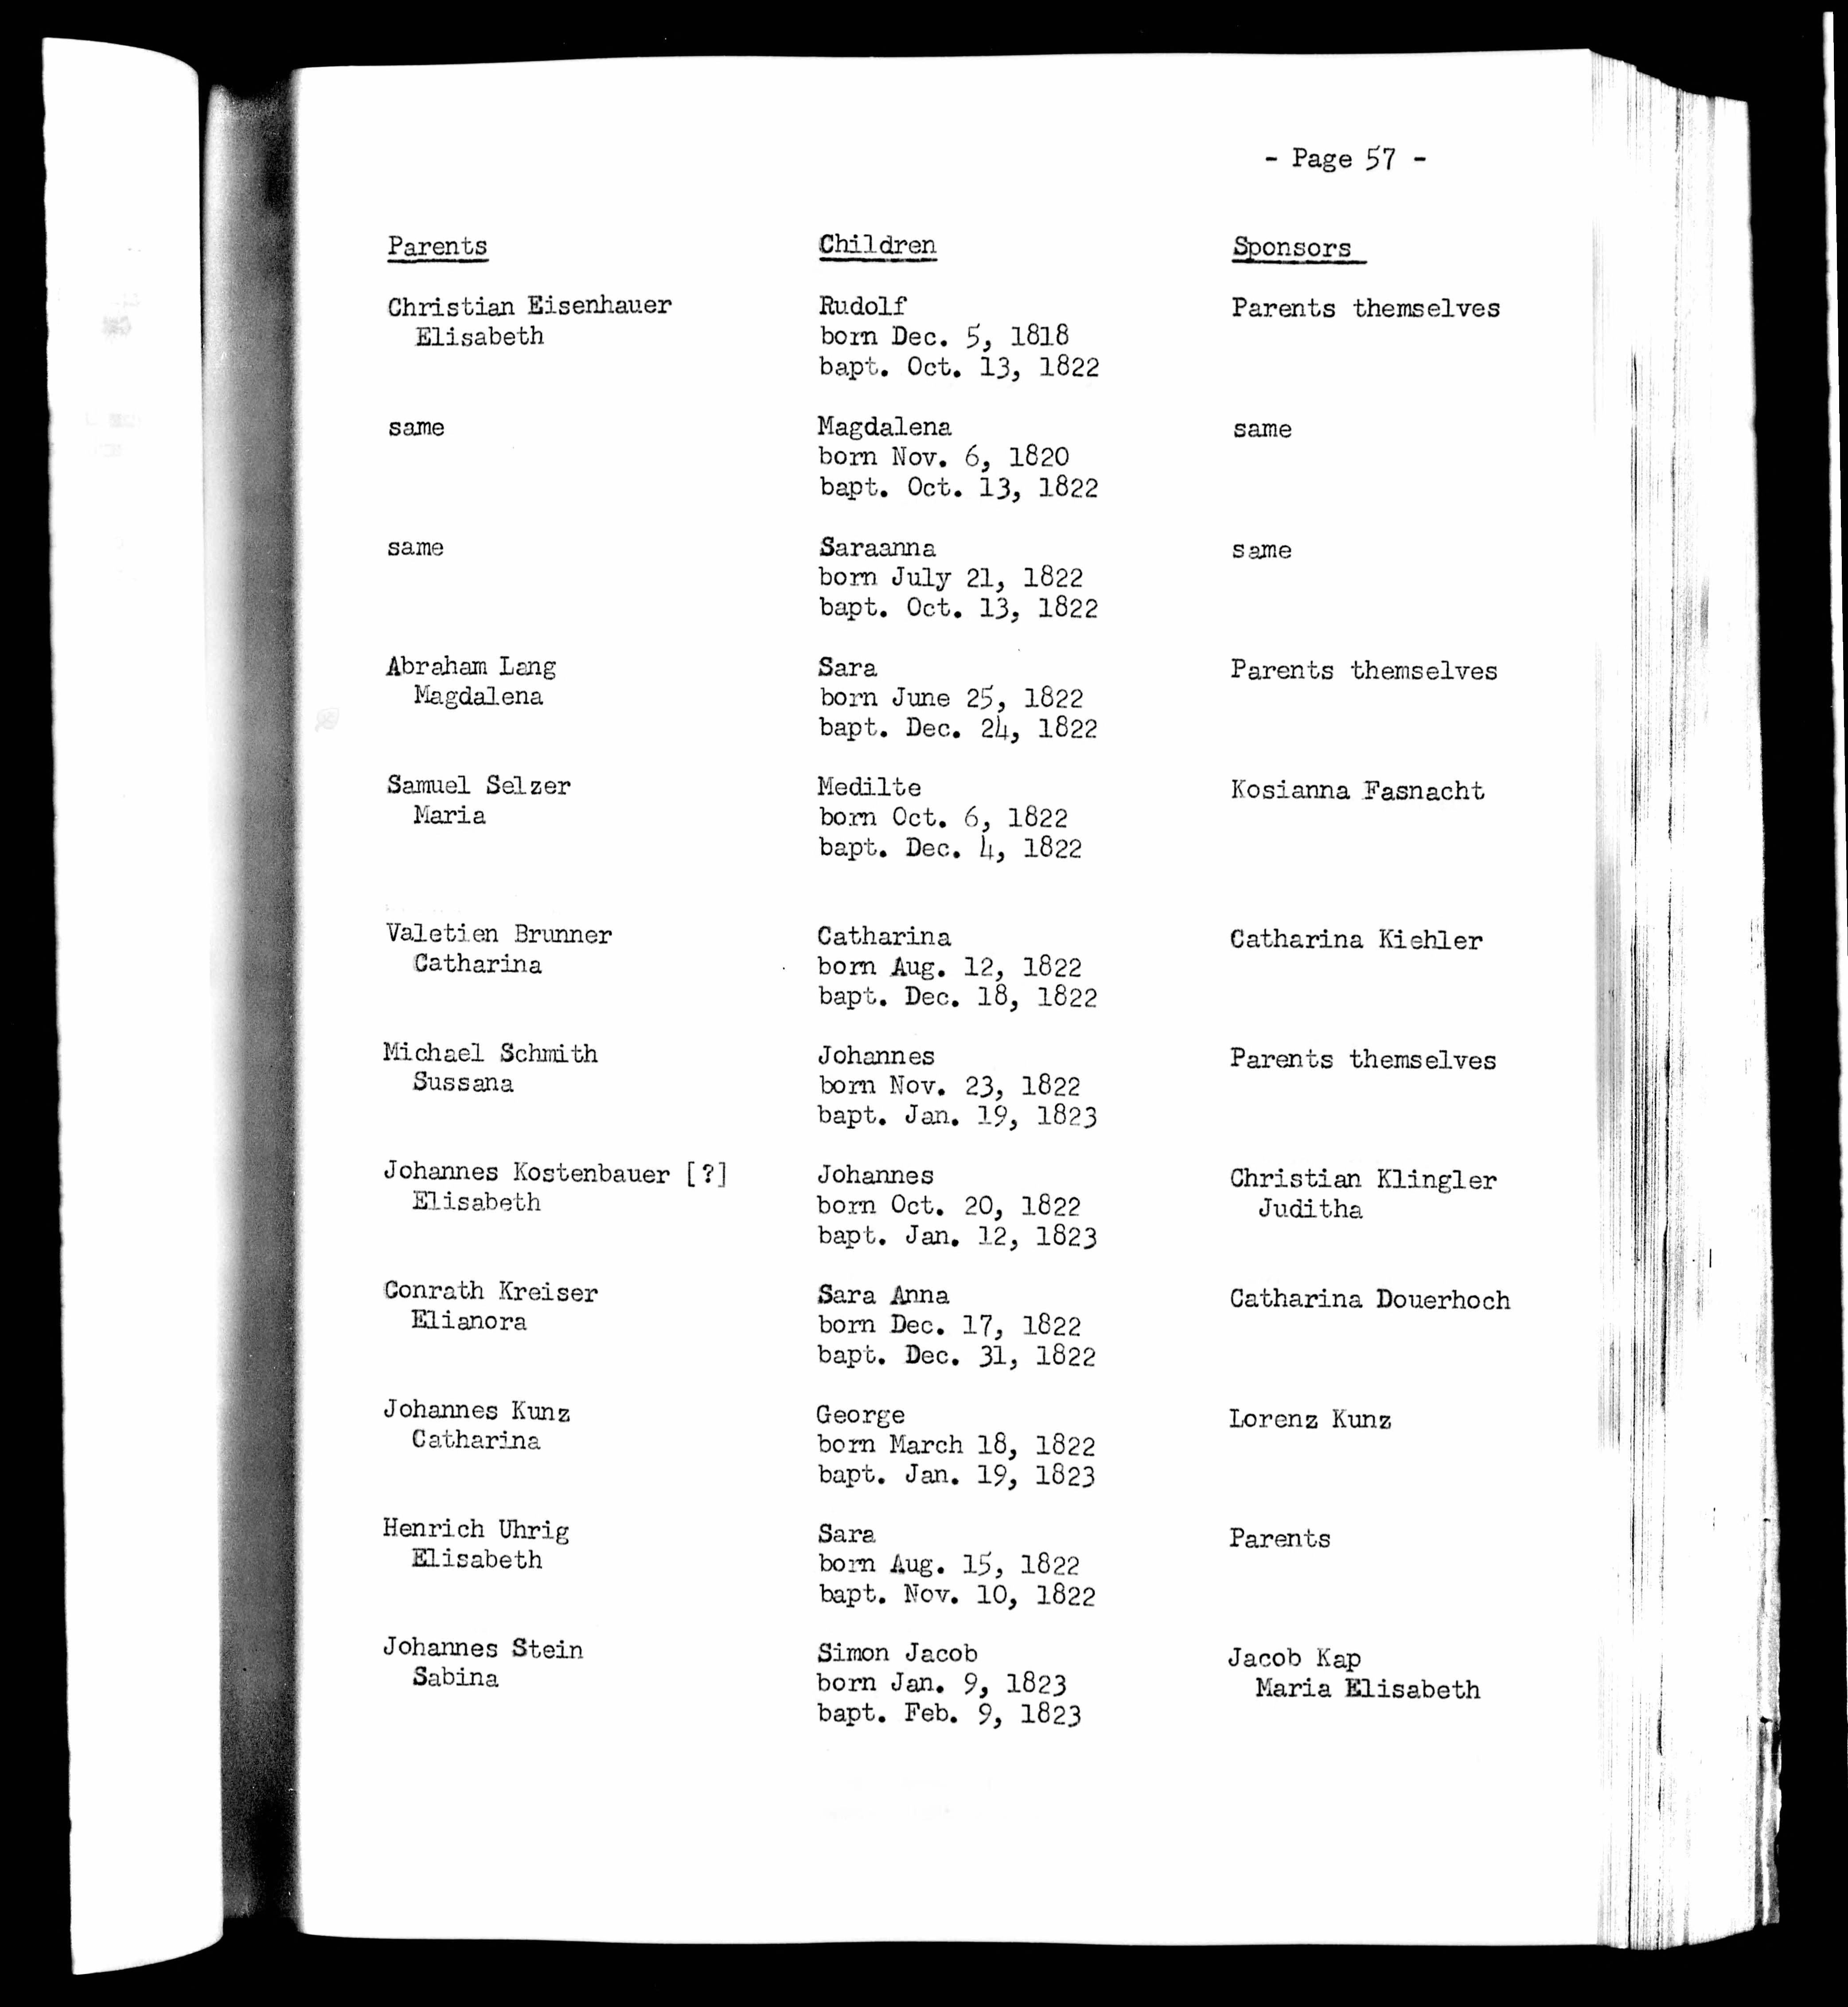 - Page 57 -
Parents Children Sponsors
Christian Eisenhauer Rudolf Parents themselves
Elisabeth born Dec. 5, 1818
bapt. Oct. 13, 1822
same Magdalena same
born Nov. 6, 1820
bapt. Oct. 13, 1822
same Saraanna same
born July 21, 1822
bapt. Oct. 13, 1822
Abraham Lang Sara Parents themselves
Magdalena born June 25, 1822
bapt. Dec. 24, 1822
Samuel Selzer Medilte Kosianna Fasnacht
Maria born Oct. 6, 1822
bapt. Dec. 4, 1822
Valetien Brunner Catharina Catharina Kiehler
Catharina born Aug. 12, 1822
bapt. Dec. 18, 1822
Michael Schmith Johannes Parents themselves
Sussana born Nov. 23, 1822
bapt. Jan. 19, 1823
Johannes Kostenbauer [?] Johannes Christian Klingler
Elisabeth born Oct. 20, 1822 Juditha
bapt. Jan. 12, 1823
Conrath Kreiser Sara Anna Catharina Douerhoch
Elianora born Dec. 17, 1822
bapt. Dec. 31, 1822
Johannes Kunz George Lorenz Kunz
Catharina born March 18, 1822
bapt. Jan. 19, 1823
Henrich Uhrig Sara Parents
Elisabeth born Aug. 15, 1822
bapt. Nov. 10, 1822
Johannes Stein Simon Jacob Jacob Kap
Sabina born Jan. 9, 1823 Maria Elisabeth
bapt. Feb. 9, 1823